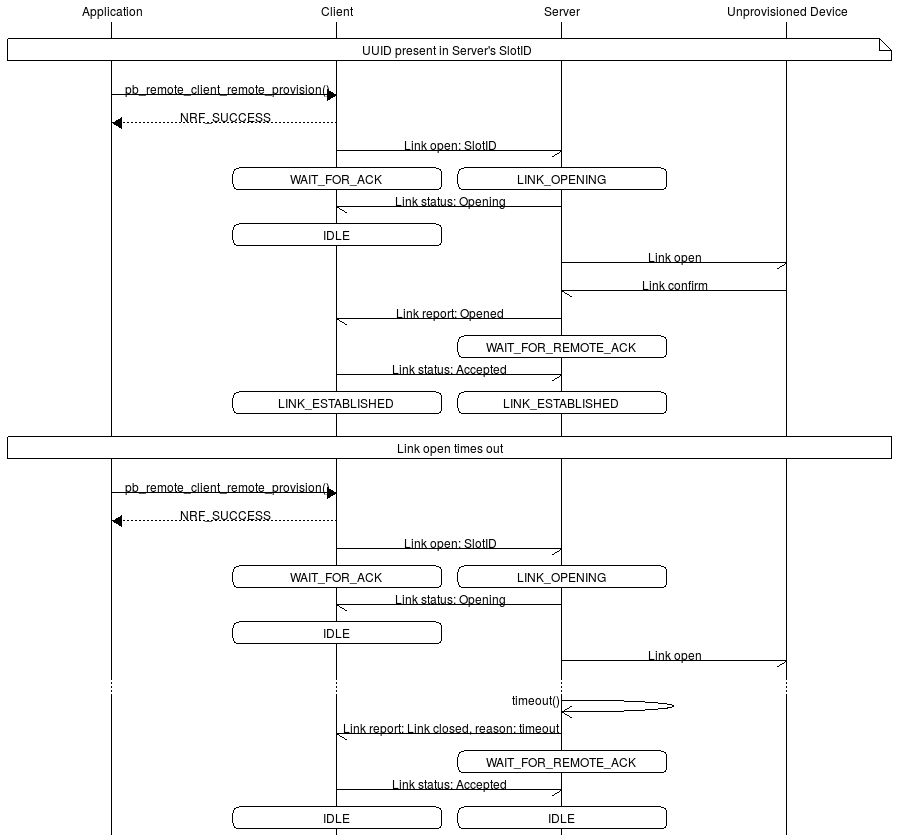 Application Client Server Unprovisioned Device
UUID present in Server's SlotID
pb_remote_client_remote_provision()
NRF_SUCCESS
Link open: SlotID
WAIT_FOR_ACK LINK_OPENING
Link status: Opening
IDLE
Link open
Link confirm
Link report: Opened
WAIT_FOR_REMOTE_ACK
Link status: Accepted
LINK_ESTABLISHED LINK_ESTABLISHED
Link open times out
pb_remote_client_remote_provision()
NRF_SUCCESS
Link open: SlotID
WAIT_FOR_ACK LINK_OPENING
Link status: Opening
IDLE
Link open
timeout()
Link report: Link closed, reason: timeout
WAIT_FOR_REMOTE_ACK
Link status: Accepted
IDLE IDLE